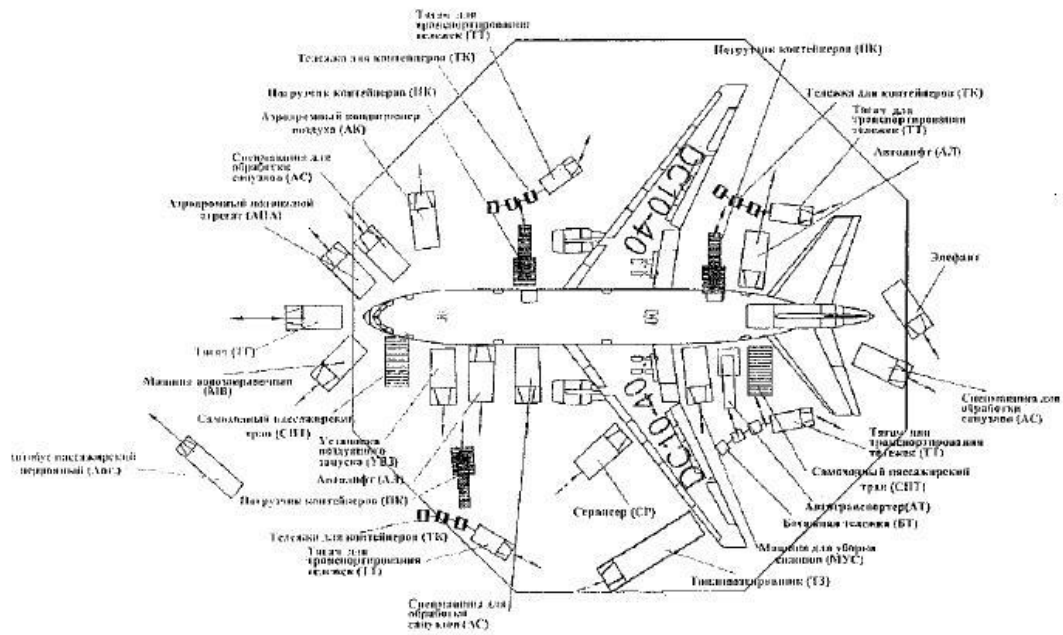 Тягач для
транспортирования
тележек (ТТ)
Тележка для контейнеров (ТК)
Погрузчик контейнеров (ПК)
Аэродромный кондиционер
воздуха (АК)
Спецмашина для
обработки
санузлов (АС)
Аэродромный
агрегат (АПА)
Тягач (ТГ)
Машина водозаправочная
(МВ)
Самоходный пассажирский
трап (СПТ)
Автобус пассажирский
перронный
Установка
воздушного
запуска (УВЗ)
Автолифт (АЛ)
Погрузчик контейнеров (ПК)
Тележка для контейнеров (ТК)
Тягач для
транспортирования
тележек (ТТ)
Спецмашина для
обработки
санузлов (АС)
Погрузчик контейнеров (ПК)
Тележка для контейнеров (ТК)
Тягач для
транспортирования
тележек (ТТ)
Автолифт (АЛ)
Элефант
Спецмашина для
обработки
санузлов (АС)
Тягач для
транспортирования
тележек (ТТ)
Самоходный пассажирский
трап (СПТ)
Автотранспортер(АТ)
Багажная тележка (БТ)
Машина для уборки
салонов (МУС)
Топливозаправщик (ТЗ)
Сервисер (СР)
DC10-40
DC10-40